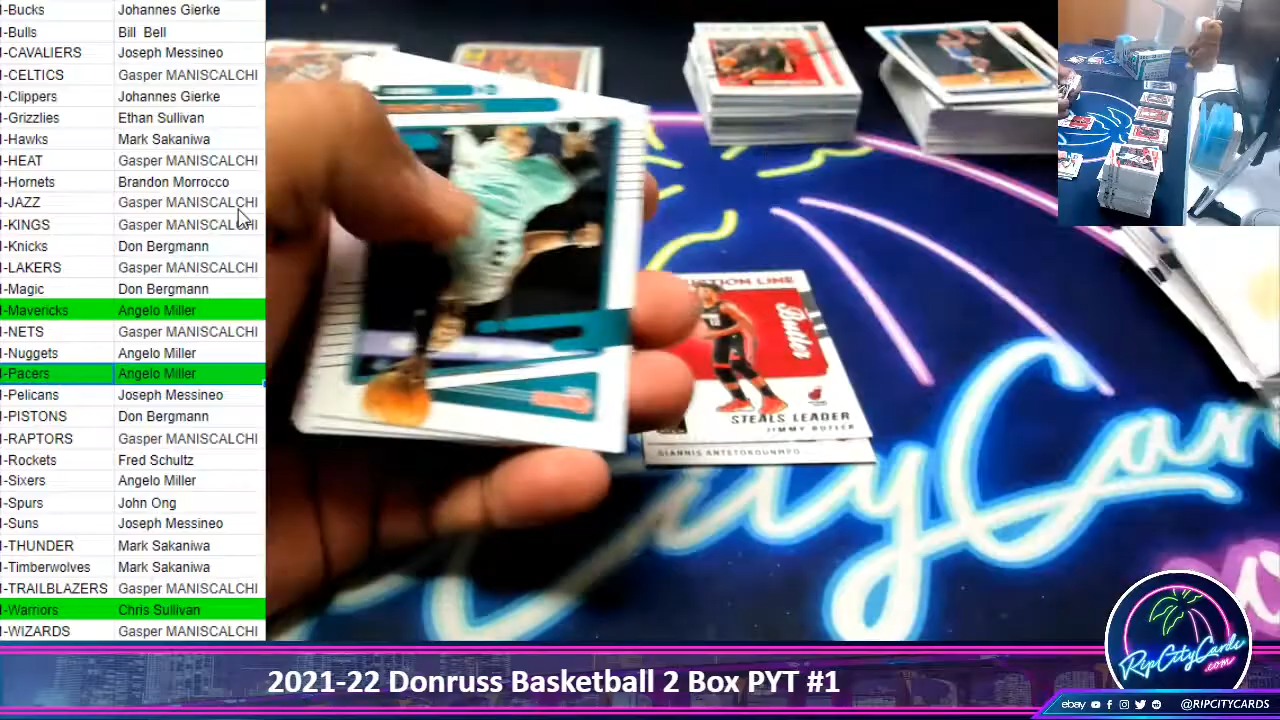 -Bucks Johannes Gierke
-Bulls Bill Bell
-CAVALIERS Joseph Messineo
-CELTICS Gasper MANISCALCHI
-Clippers Johannes Gierke
-Grizzlies Ethan Sullivan
-Hawks Mark Sakaniwa
-HEAT Gasper MANISCALCHI
-Hornets Brandon Morrocco
-JAZZ Gasper MANISCALCHI
-KINGS Gasper MANISCALCHI
-Knicks Don Bergmann
-LAKERS Gasper MANISCALCHI
-Magic Don Bergmann
-Mavericks Angelo Miller
-NETS Gasper MANISCALCHI
-Nuggets Angelo Miller
-Pacers Angelo Miller
-Pelicans Joseph Messineo
-PISTONS Don Bergmann
-RAPTORS Gasper MANISCALCHI
-Rockets Fred Schultz
-Sixers Angelo Miller
-Spurs John Ong
-Suns Joseph Messineo
-THUNDER Mark Sakaniwa
-Timberwolves Mark Sakaniwa
-TRAILBLAZERS Gasper MANISCALCHI
-Warriors Chris Sullivan
-WIZARDS Gasper MANISCALCHI
LINE
Butler
STEALS LEADER
JIMMY BUTLER
GIANNIS ANTETOKOUNMPO
ityCar
RipCityCards
.com
2021-22 Donruss Basketball 2 Box PYT #1
ebay @RIPCITYCARDS